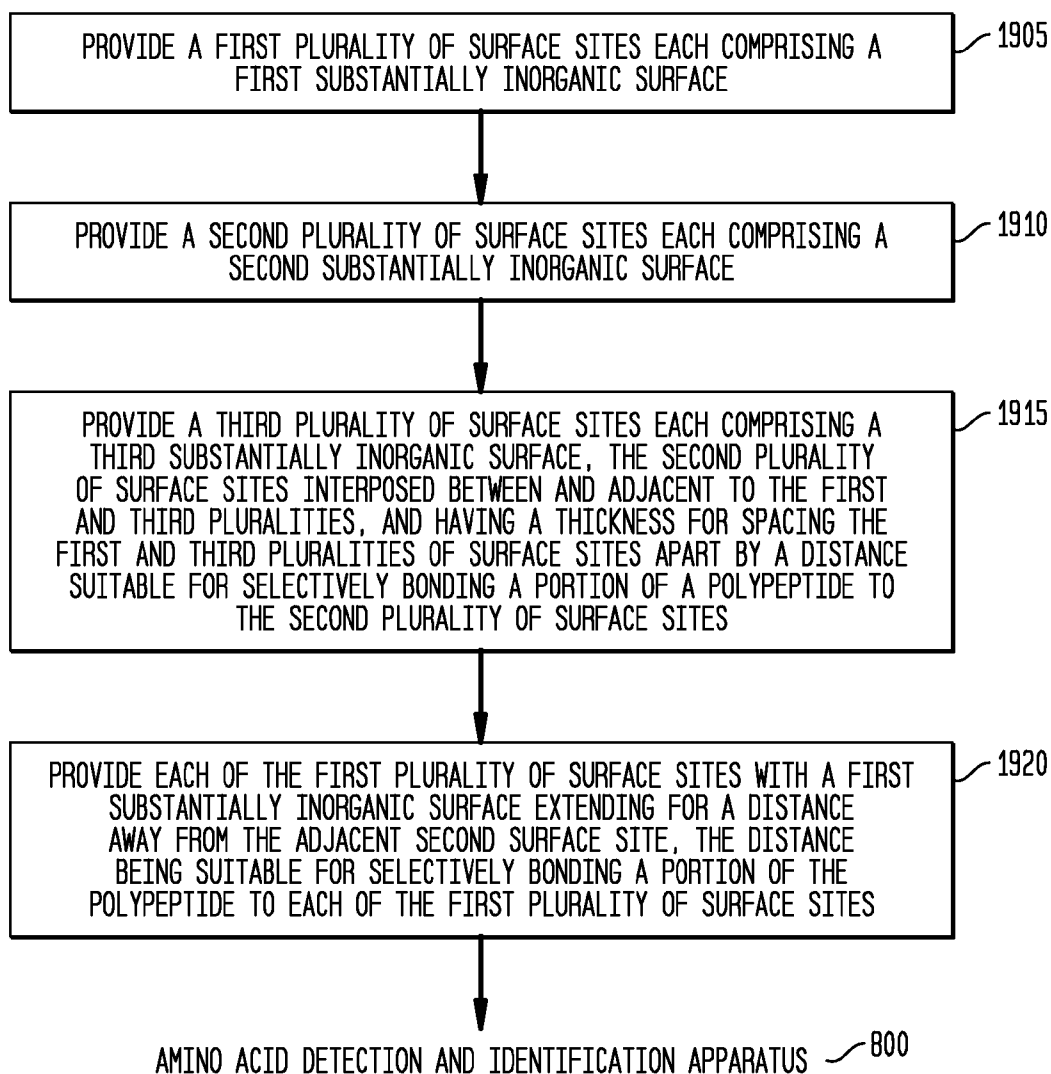 PROVIDE A FIRST PLURALITY OF SURFACE SITES EACH COMPRISING A
FIRST SUBSTANTIALLY INORGANIC SURFACE
1905
PROVIDE A SECOND PLURALITY OF SURFACE SITES EACH COMPRISING A
SECOND SUBSTANTIALLY INORGANIC SURFACE
1910
PROVIDE A THIRD PLURALITY OF SURFACE SITES EACH COMPRISING A
THIRD SUBSTANTIALLY INORGANIC SURFACE, THE SECOND PLURALITY
OF SURFACE SITES INTERPOSED BETWEEN AND ADJACENT TO THE FIRST
AND THIRD PLURALITIES, AND HAVING A THICKNESS FOR SPACING THE
FIRST AND THIRD PLURALITIES OF SURFACE SITES APART BY A DISTANCE
SUITABLE FOR SELECTIVELY BONDING A PORTION OF A POLYPEPTIDE TO
THE SECOND PLURALITY OF SURFACE SITES
1915
PROVIDE EACH OF THE FIRST PLURALITY OF SURFACE SITES WITH A FIRST
SUBSTANTIALLY INORGANIC SURFACE EXTENDING FOR A DISTANCE
AWAY FROM THE ADJACENT SECOND SURFACE SITE, THE DISTANCE
BEING SUITABLE FOR SELECTIVELY BONDING A PORTION OF THE
POLYPEPTIDE TO EACH OF THE FIRST PLURALITY OF SURFACE SITES
1920
AMINO ACID DETECTION AND IDENTIFICATION APPARATUS
800